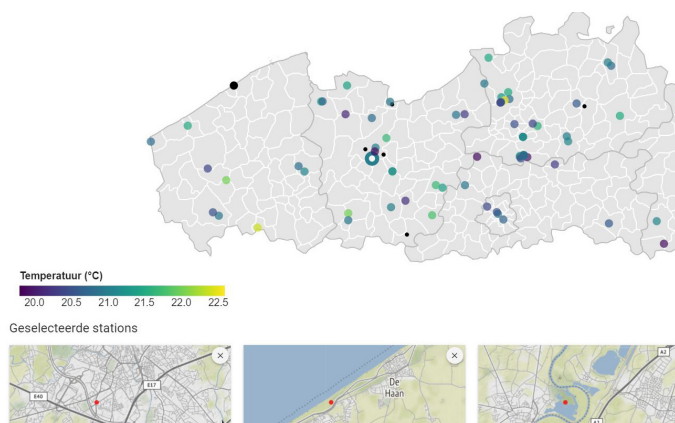 Temperatuur (°C)
20.0 20.5 21.0 21.5 22.0 22.5
Geselecteerde stations
×
E40
E17
×
De
Haan
A2